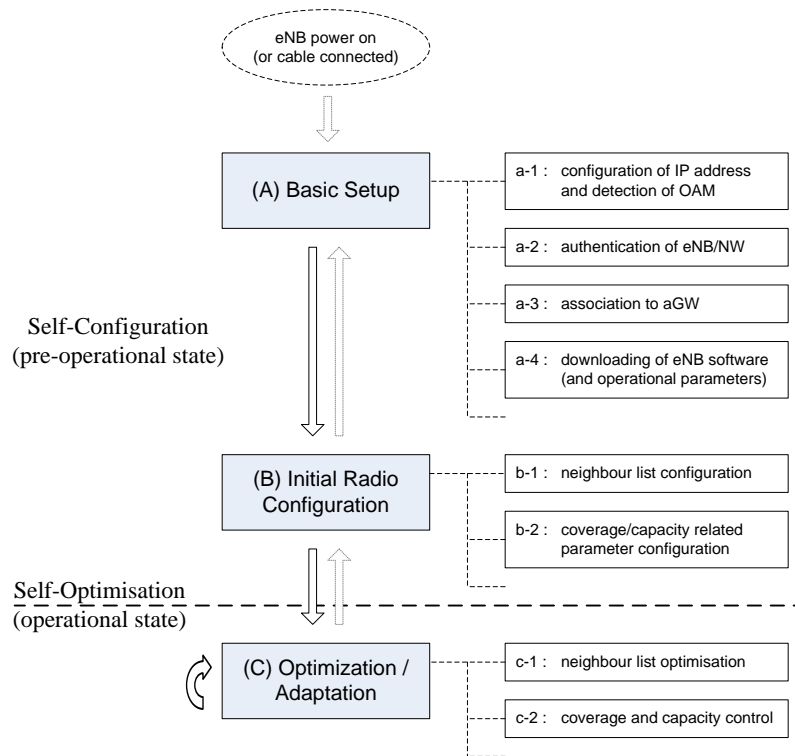 eNB power on
(or cable connected)
(A) Basic Setup
a-1 : configuration of IP address
and detection of OAM
a-2 : authentication of eNB/NW
a-3 : association to aGW
a-4 : downloading of eNB software
(and operational parameters)
Self-Configuration
(pre-operational state)
(B) Initial Radio
Configuration
b-1 : neighbour list configuration
b-2 : coverage/capacity related
parameter configuration
Self-Optimisation
(operational state)
(C) Optimization /
Adaptation
c-1 : neighbour list optimisation
c-2 : coverage and capacity control